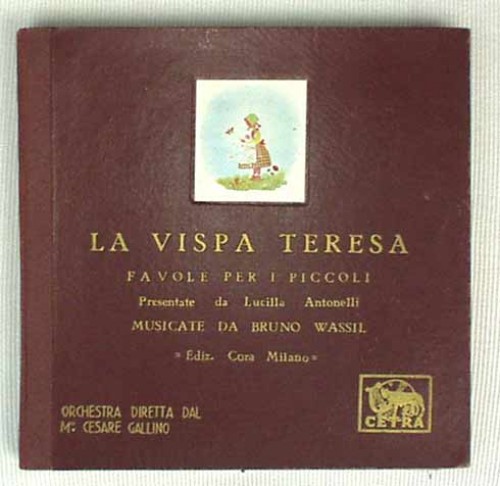 LA VISPA TERESA
FAVOLE PER I PICCOLI
Presentate da Lucilla Antonelli
MUSICATE DA BRUNO WASSIL
" Ediz. Cora Milano "
ORCHESTRA DIRETTA DAL
Mº CESARE GALLINO
CETRA